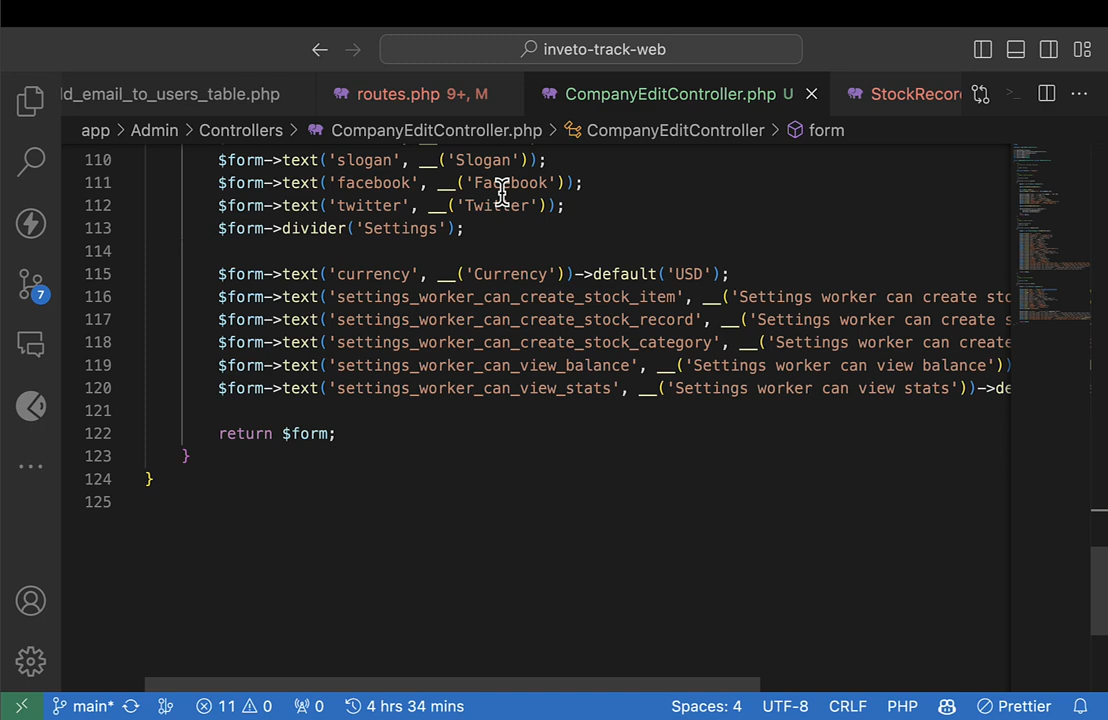 inveto-track-web
ld_email_to_users_table.php
routes.php 9+, M
CompanyEditController.php U
StockRecor
app > Admin > Controllers > CompanyEditController.php > CompanyEditController > form
110 $form->text('slogan', __('Slogan'));
111 $form->text('facebook', __('Facebook'));
112 $form->text('twitter', __('Twitter'));
113 $form->divider('Settings');
114
115 $form->text('currency', __('Currency'))->default('USD');
116 $form->text('settings_worker_can_create_stock_item', __('Settings worker can create sto
117 $form->text('settings_worker_can_create_stock_record', __('Settings worker can create s
118 $form->text('settings_worker_can_create_stock_category', __('Settings worker can create
119 $form->text('settings_worker_can_view_balance', __('Settings worker can view balance'))
120 $form->text('settings_worker_can_view_stats', __('Settings worker can view stats'))->de
121
122 return $form;
123 }
124 }
125
7
main* 11 0 0 4 hrs 34 mins Spaces: 4 UTF-8 CRLF PHP Prettier